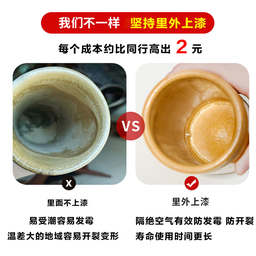 我们不一样 坚持里外上漆
每个成本约比同行高出 2 元
VS
里面不上漆
里外上漆
易受潮容易发霉
温差大的地域容易开裂变形
隔绝空气有效防发霉 防开裂
寿命使用时间更长